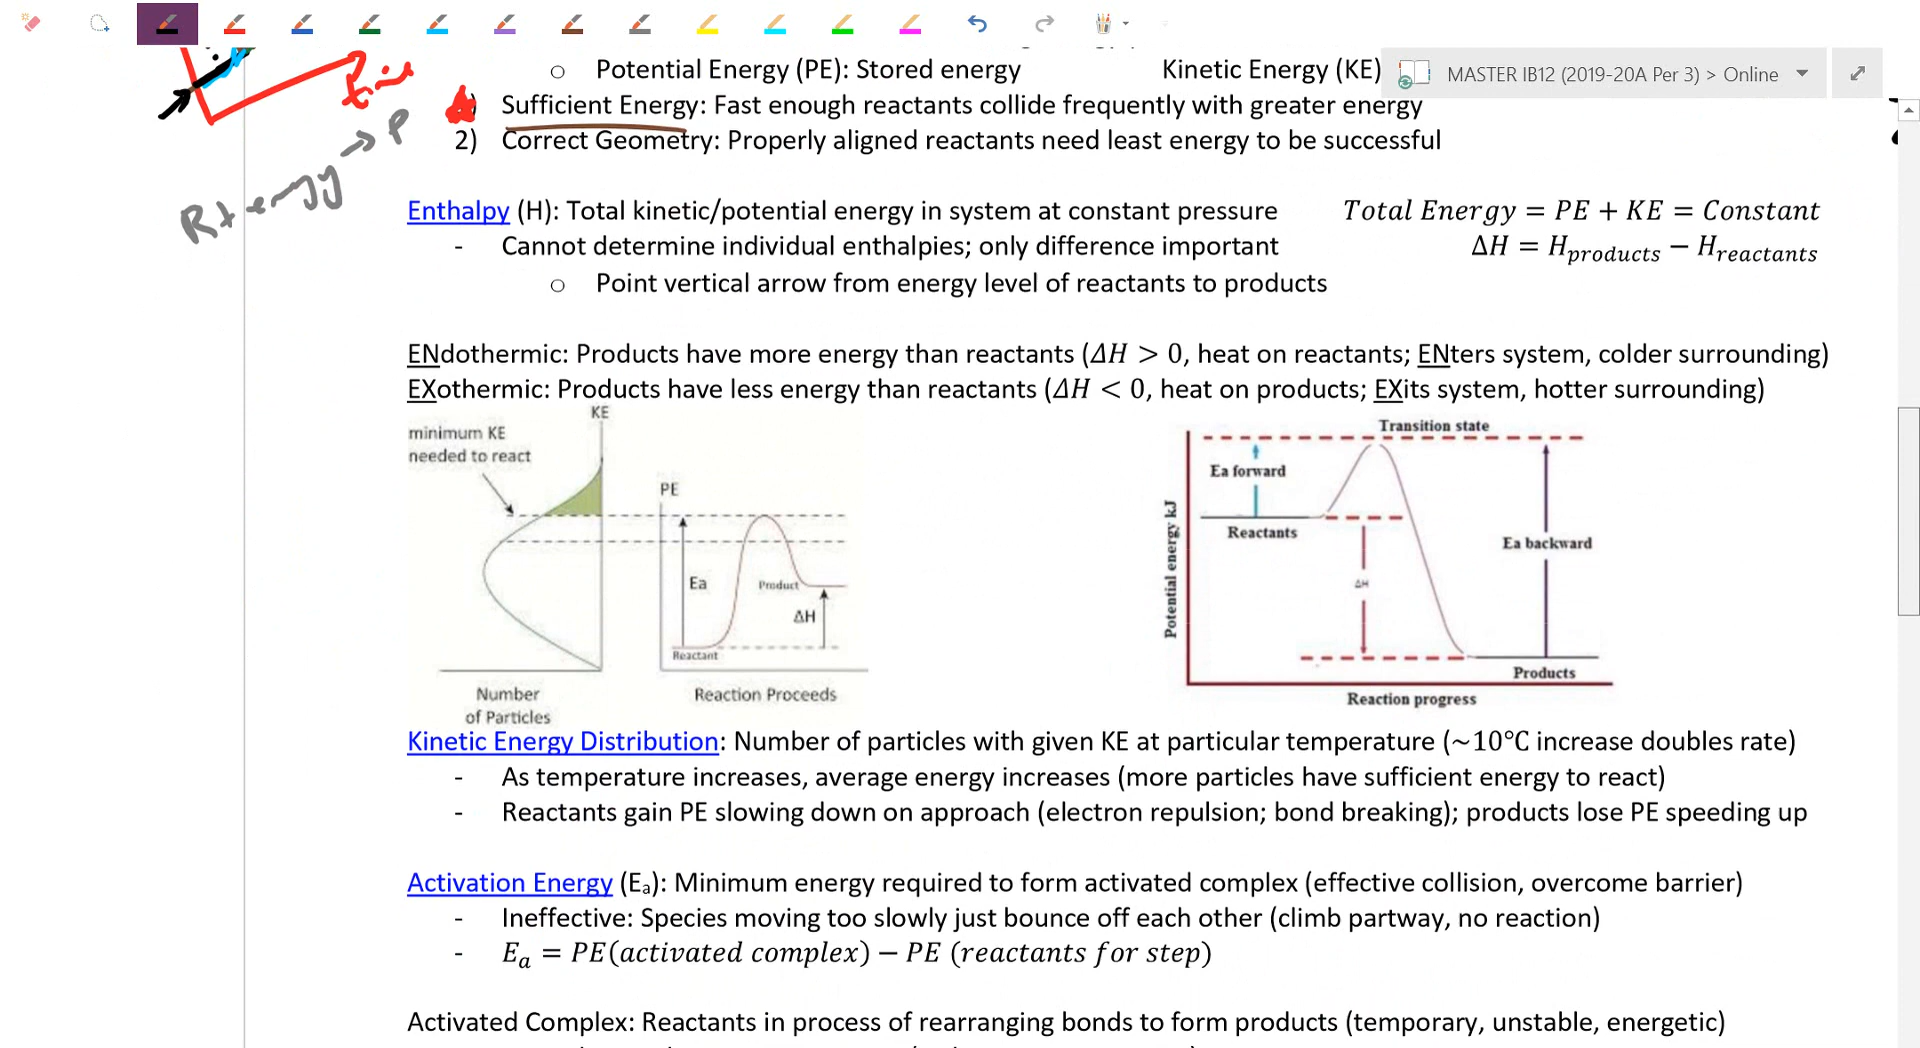 Potential Energy (PE): Stored energy Kinetic Energy (KE)
MASTER IB12 (2019-20A Per 3) > Online
Sufficient Energy: Fast enough reactants collide frequently with greater energy
2) Correct Geometry: Properly aligned reactants need least energy to be successful
R + energy → P
Enthalpy (H): Total kinetic/potential energy in system at constant pressure Total Energy = PE + KE = Constant
- Cannot determine individual enthalpies; only difference important ΔH = Hproducts − Hreactants
o Point vertical arrow from energy level of reactants to products
ENdothermic: Products have more energy than reactants (ΔH > 0, heat on reactants; ENters system, colder surrounding)
EXothermic: Products have less energy than reactants (ΔH < 0, heat on products; EXits system, hotter surrounding)
KE
minimum KE
needed to react
PE
Ea
Product
ΔH
Reactant
Number
of Particles
Reaction Proceeds
Transition state
Ea forward
Reactants
Potential energy kJ
ΔH
Ea backward
Products
Reaction progress
Kinetic Energy Distribution: Number of particles with given KE at particular temperature (~10°C increase doubles rate)
- As temperature increases, average energy increases (more particles have sufficient energy to react)
- Reactants gain PE slowing down on approach (electron repulsion; bond breaking); products lose PE speeding up
Activation Energy (Ea): Minimum energy required to form activated complex (effective collision, overcome barrier)
- Ineffective: Species moving too slowly just bounce off each other (climb partway, no reaction)
- Ea = PE(activated complex) − PE (reactants for step)
Activated Complex: Reactants in process of rearranging bonds to form products (temporary, unstable, energetic)